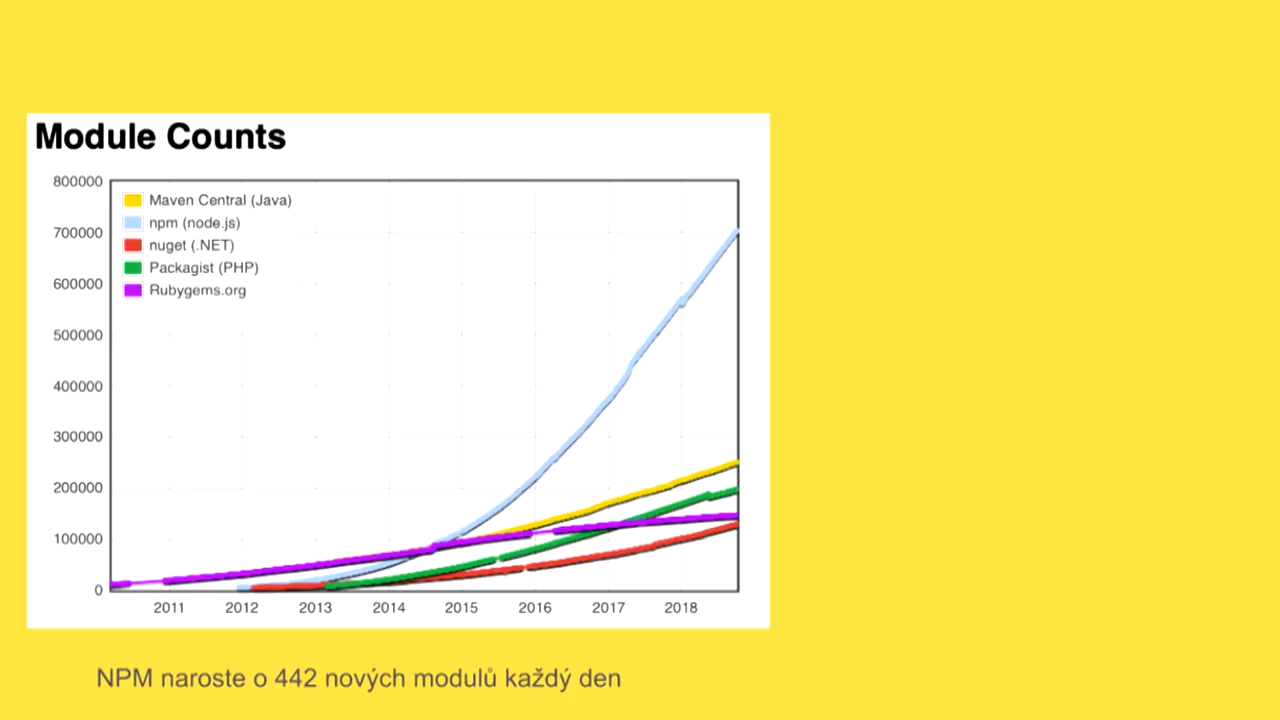 Module Counts
800000
700000
600000
500000
400000
300000
200000
100000
0
Maven Central (Java)
npm (node.js)
nuget (.NET)
Packagist (PHP)
Rubygems.org
2011 2012 2013 2014 2015 2016 2017 2018
NPM naroste o 442 nových modulů každý den